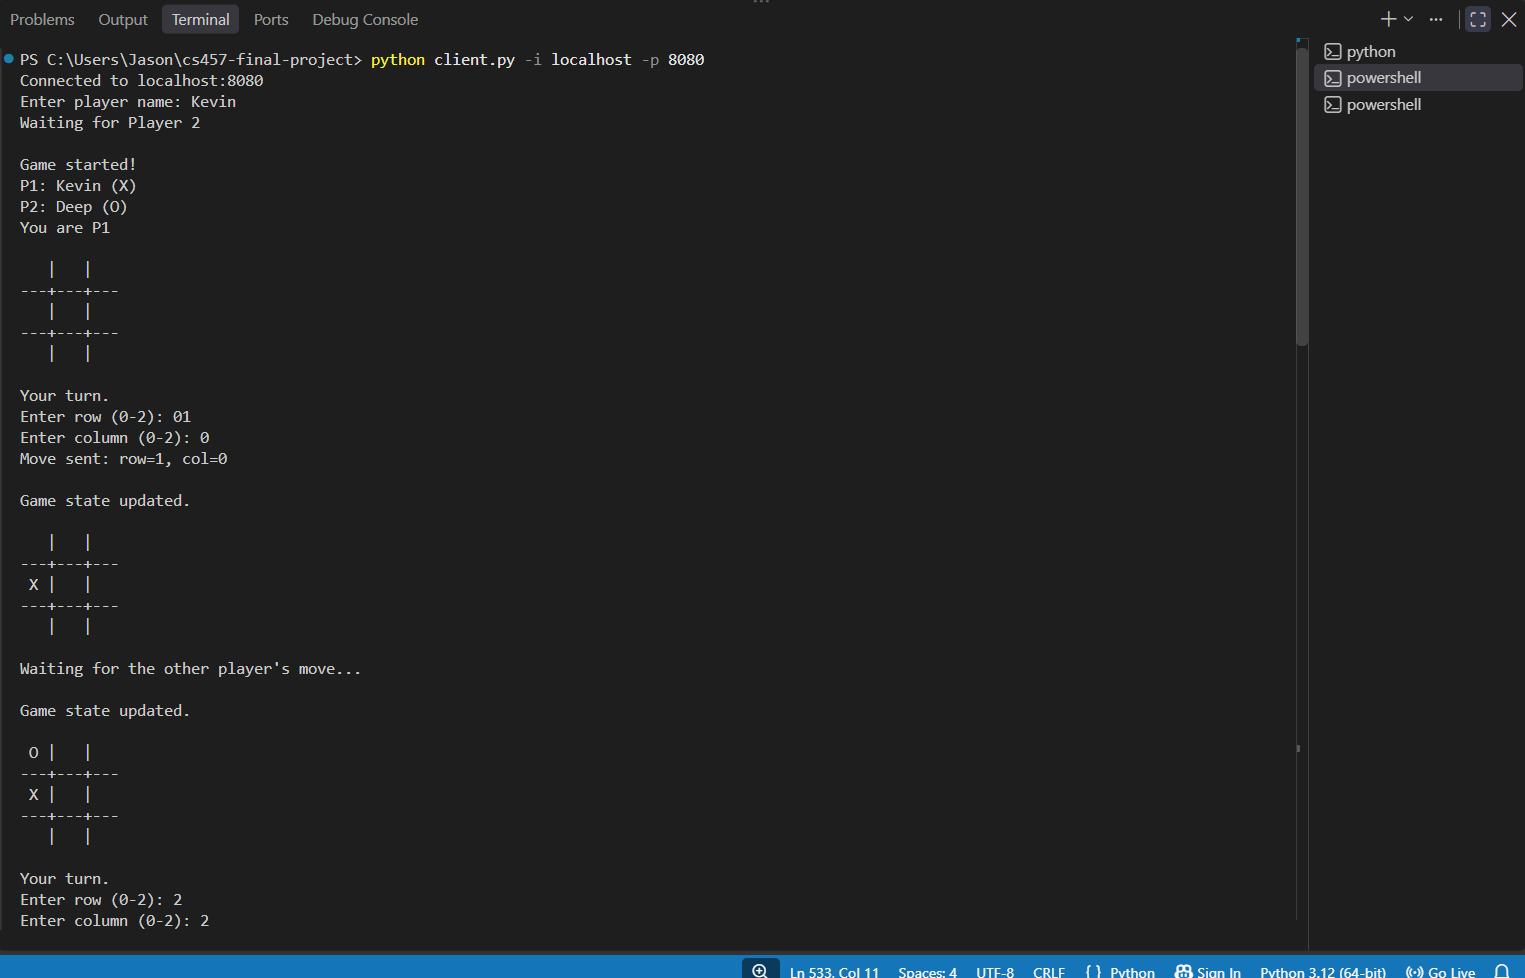 Problems Output Terminal Ports Debug Console
PS C:\Users\Jason\cs457-final-project> python client.py -i localhost -p 8080
Connected to localhost:8080
Enter player name: Kevin
Waiting for Player 2
Game started!
P1: Kevin (X)
P2: Deep (O)
You are P1
   |   |
---+---+---
   |   |
---+---+---
   |   |
Your turn.
Enter row (0-2): 01
Enter column (0-2): 0
Move sent: row=1, col=0
Game state updated.
   |   |
---+---+---
 X |   |
---+---+---
   |   |
Waiting for the other player's move...
Game state updated.
 O |   |
---+---+---
 X |   |
---+---+---
   |   |
Your turn.
Enter row (0-2): 2
Enter column (0-2): 2
python
powershell
powershell
Ln 533, Col 11 Spaces: 4 UTF-8 CRLF { } Python Sign In Python 3.12 (64-bit) Go Live